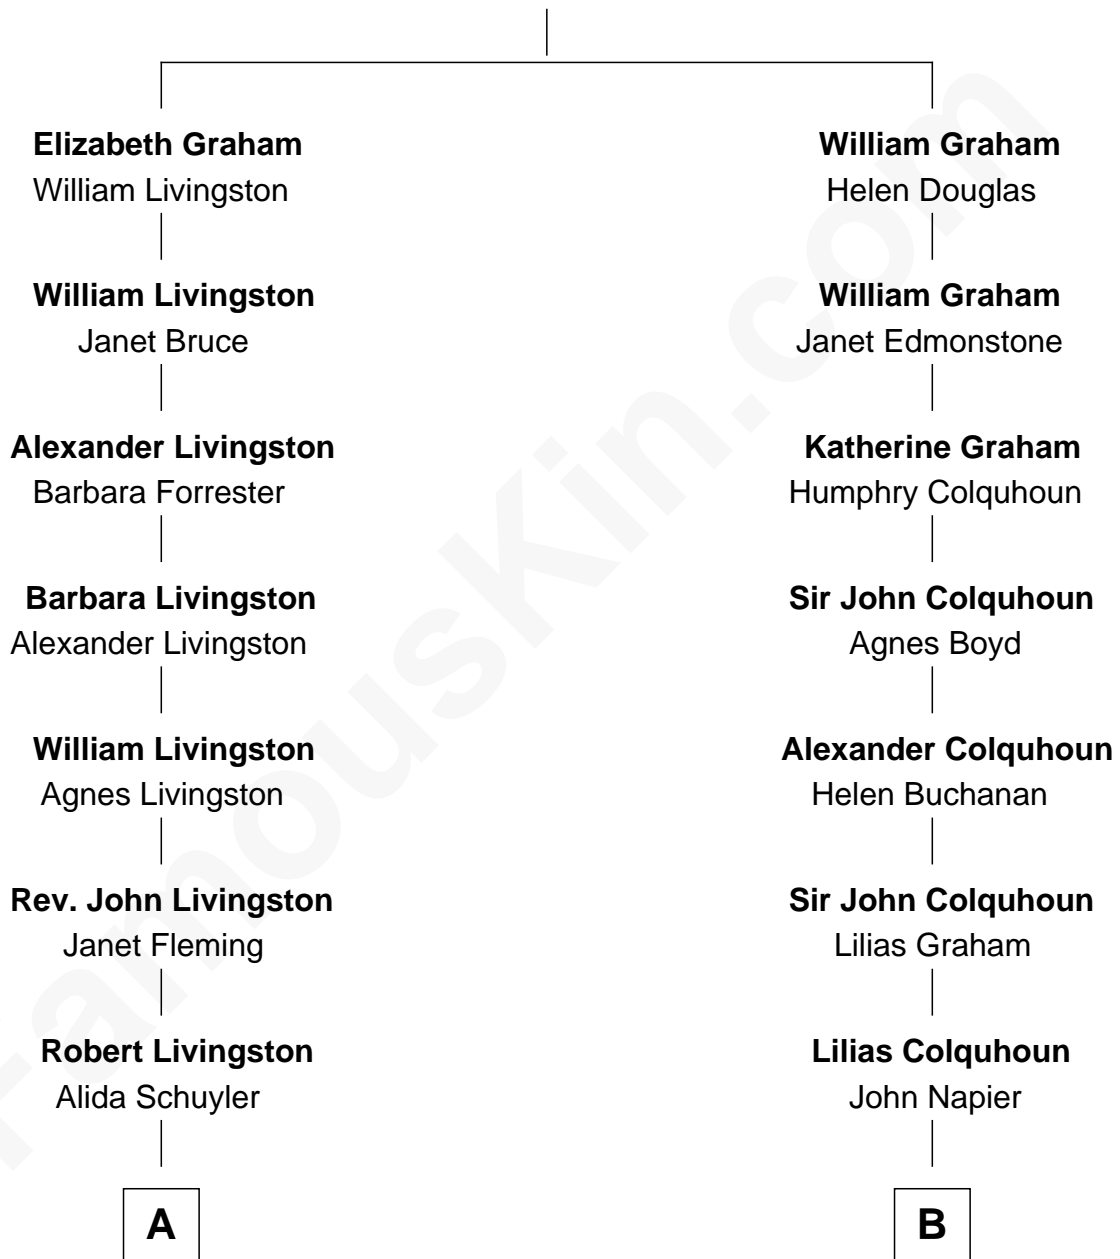 Elizabeth Graham
William Livingston
William Livingston
Janet Bruce
Alexander Livingston
Barbara Forrester
Barbara Livingston
Alexander Livingston
William Livingston
Agnes Livingston
Rev. John Livingston
Janet Fleming
Robert Livingston
Alida Schuyler
A
William Graham
Helen Douglas
William Graham
Janet Edmonstone
Katherine Graham
Humphry Colquhoun
Sir John Colquhoun
Agnes Boyd
Alexander Colquhoun
Helen Buchanan
Sir John Colquhoun
Lilias Graham
Lilias Colquhoun
John Napier
B
FamousKin.com